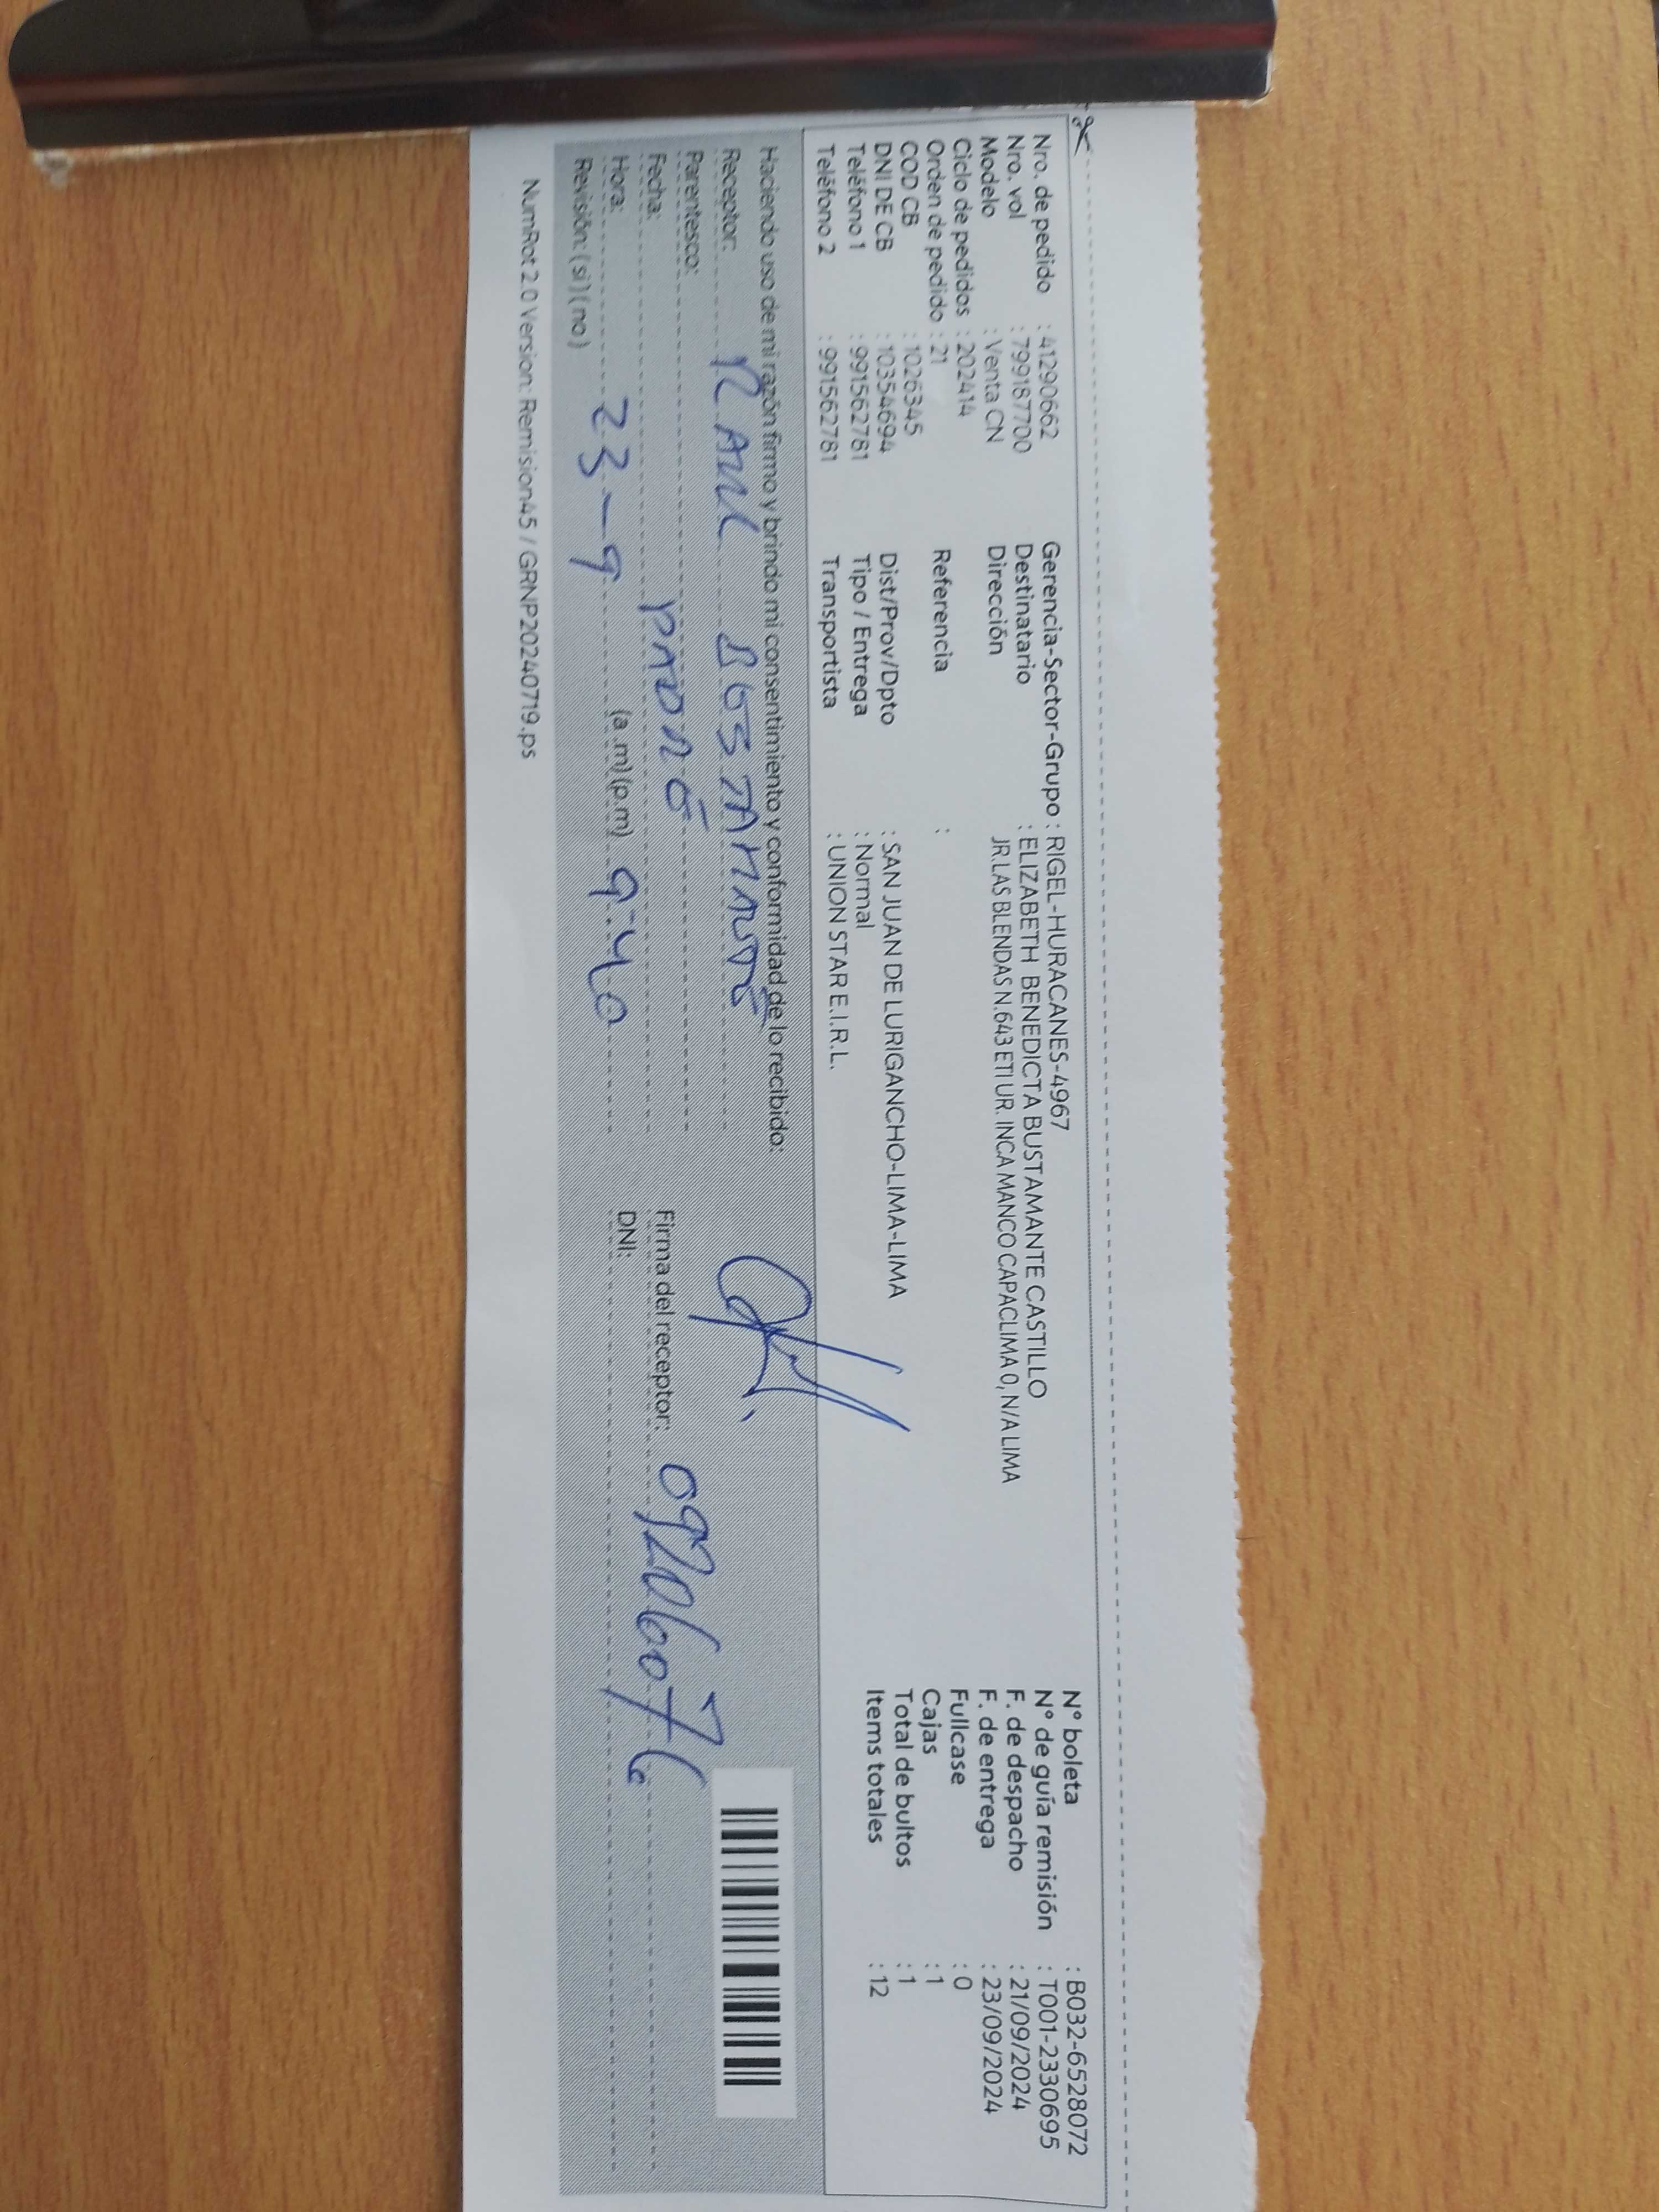 Nro. de pedido : 41290662
Nro. vol : 799187700
Modelo : Venta CN
Ciclo de pedidos : 202414
Orden de pedido : 21
COD CB : 1026345
DNI DE CB : 10354694
Teléfono 1 : 991562781
Teléfono 2 : 991562781
Gerencia-Sector-Grupo : RIGEL-HURACANES-4967
Destinatario : ELIZABETH BENEDICTA BUSTAMANTE CASTILLO
Dirección JR.LAS BLENDAS N.643 ETI UR. INCA MANCO CAPACLIMA 0, N/A LIMA
Referencia :
Dist/Prov/Dpto : SAN JUAN DE LURIGANCHO-LIMA-LIMA
Tipo / Entrega : Normal
Transportista : UNION STAR E.I.R.L.
N° boleta : B032-6528072
N° de guía remisión : T001-2330695
F. de despacho : 21/09/2024
F. de entrega : 23/09/2024
Fullcase : 0
Cajas : 1
Total de bultos : 1
Items totales : 12
Haciendo uso de mi razón firmo y brindo mi consentimiento y conformidad de lo recibido:
Receptor: RAUL BUSTAMANTE
Parentesco:
Fecha:
Hora: 23-9 (a.m) (p.m) 9-40
Revisión: (si) (no)
Firma del receptor: 09206076
DNI:
NumRot 2.0 Version: Remision45 / GRNP20240719.ps